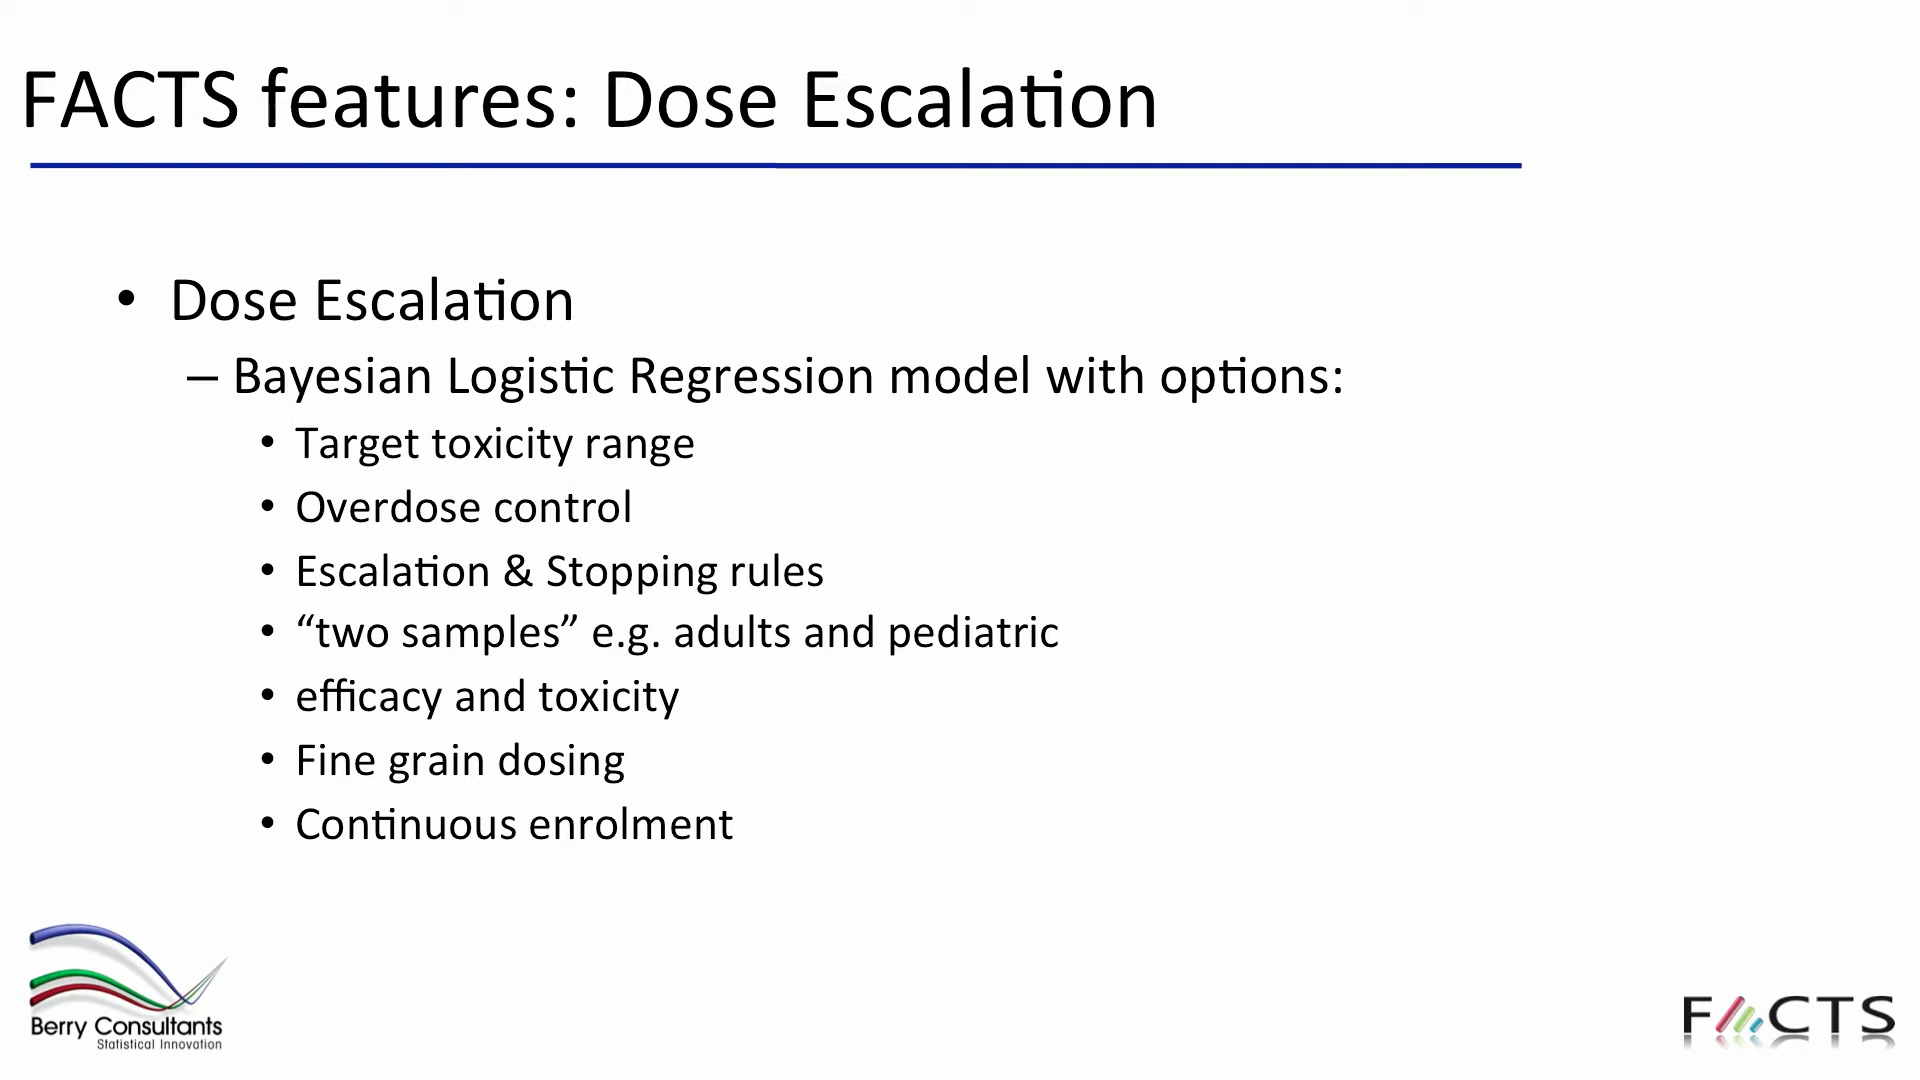 FACTS features: Dose Escalation
• Dose Escalation
– Bayesian Logistic Regression model with options:
• Target toxicity range
• Overdose control
• Escalation & Stopping rules
• “two samples” e.g. adults and pediatric
• efficacy and toxicity
• Fine grain dosing
• Continuous enrolment
Berry Consultants
Statistical Innovation
FACTS